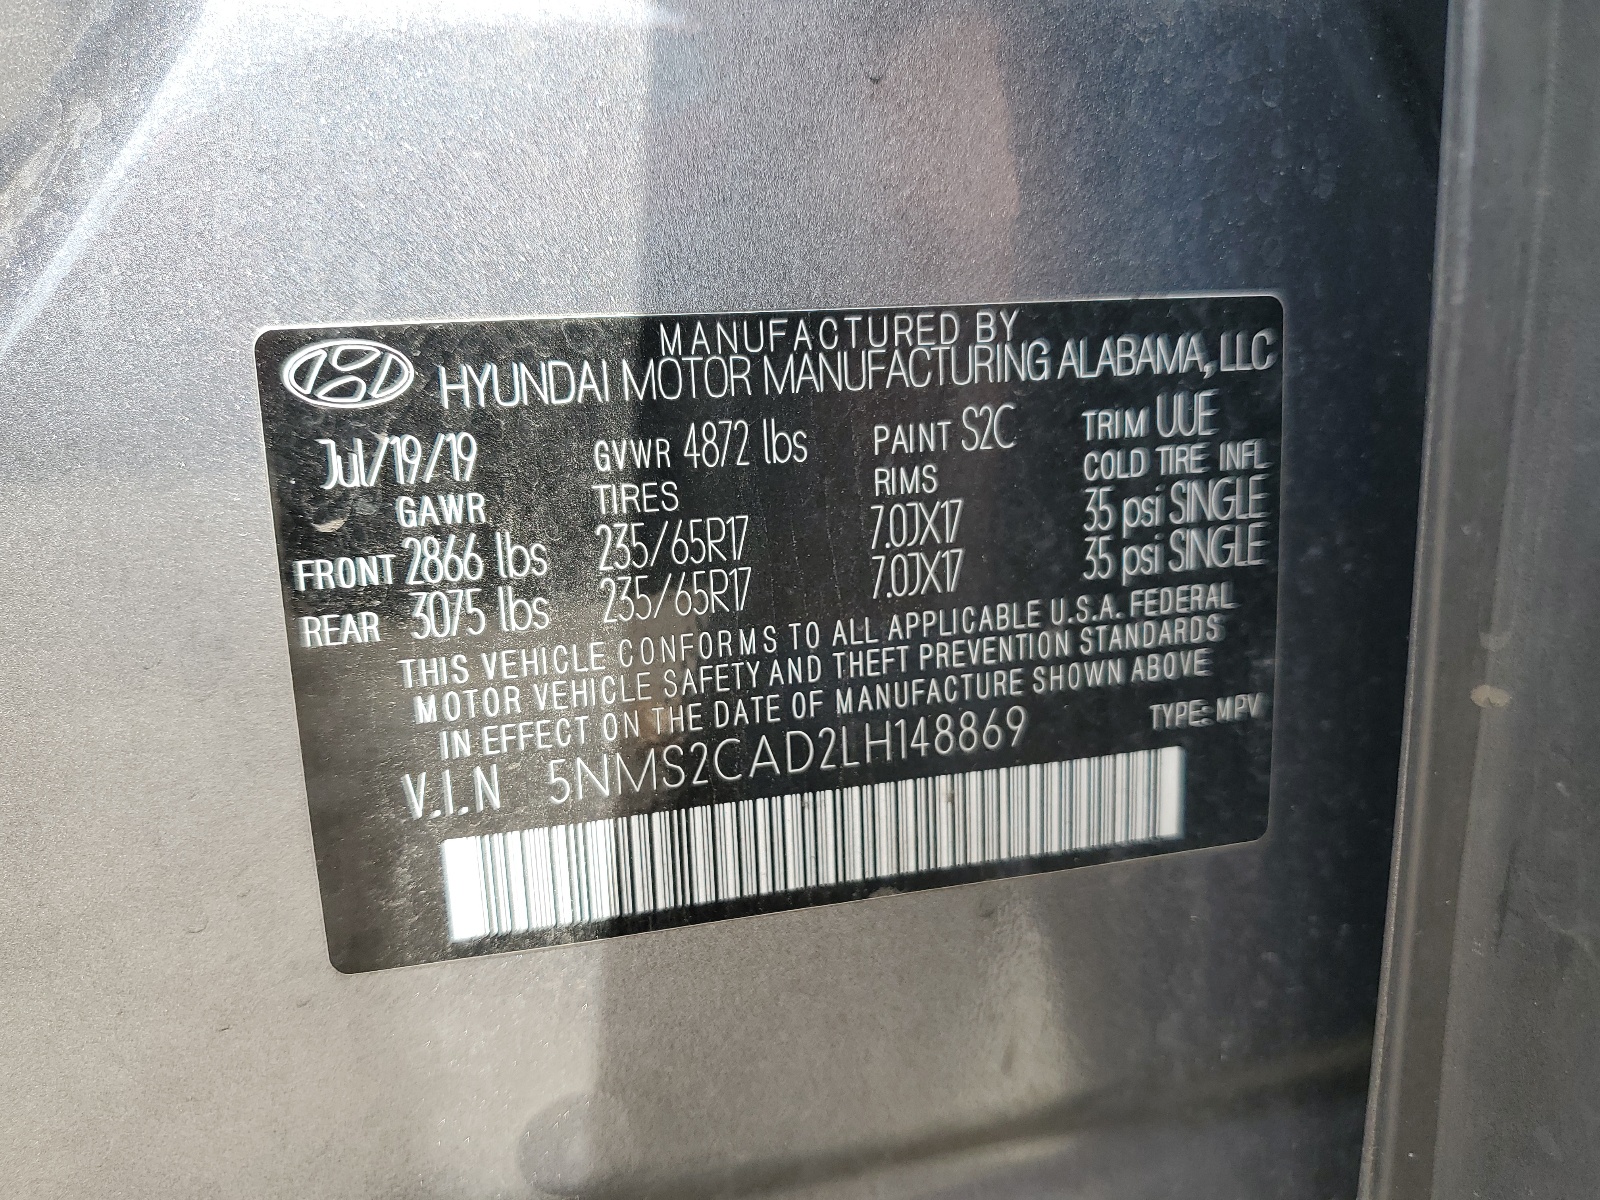 MANUFACTURED BY
HYUNDAI MOTOR MANUFACTURING ALABAMA, LLC
Jul/19/19 GVWR 4872 lbs PAINT S2C TRIM UUE
GAWR TIRES RIMS COLD TIRE INFL
FRONT 2866 lbs 235/65R17 7.0JX17 35 psi SINGLE
REAR 3075 lbs 235/65R17 7.0JX17 35 psi SINGLE
THIS VEHICLE CONFORMS TO ALL APPLICABLE U.S.A. FEDERAL
MOTOR VEHICLE SAFETY AND THEFT PREVENTION STANDARDS
IN EFFECT ON THE DATE OF MANUFACTURE SHOWN ABOVE
V.I.N 5NMS2CAD2LH148869 TYPE: MPV